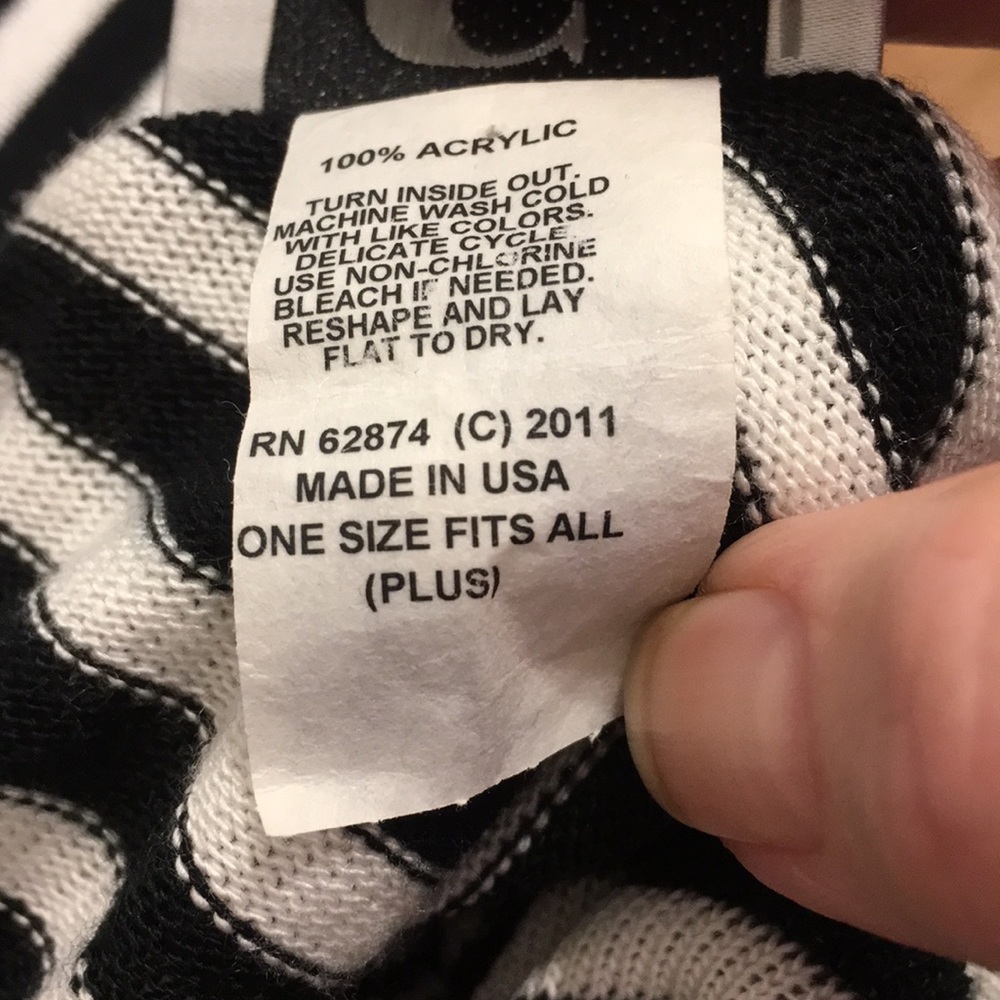 100% ACRYLIC
TURN INSIDE OUT.
MACHINE WASH COLD
WITH LIKE COLORS.
DELICATE CYCLE.
USE NON-CHLORINE
BLEACH IF NEEDED.
RESHAPE AND LAY
FLAT TO DRY.
RN 62874 (C) 2011
MADE IN USA
ONE SIZE FITS ALL
(PLUS)